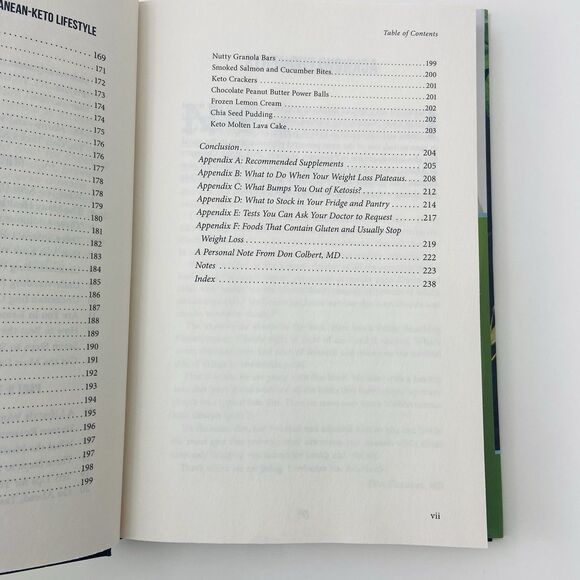 ANEAN-KETO LIFESTYLE
169
171
172
173
174
174
175
176
177
178
178
179
180
181
182
183
184
185
186
187
188
190
191
193
194
195
196
197
197
198
199
Table of Contents
Nutty Granola Bars 199
Smoked Salmon and Cucumber Bites. 200
Keto Crackers 201
Chocolate Peanut Butter Power Balls 201
Frozen Lemon Cream 202
Chia Seed Pudding 202
Keto Molten Lava Cake 203
Conclusion 204
Appendix A: Recommended Supplements 205
Appendix B: What to Do When Your Weight Loss Plateaus. 208
Appendix C: What Bumps You Out of Ketosis? 212
Appendix D: What to Stock in Your Fridge and Pantry 214
Appendix E: Tests You Can Ask Your Doctor to Request 217
Appendix F: Foods That Contain Gluten and Usually Stop
Weight Loss 219
A Personal Note From Don Colbert, MD 222
Notes 223
Index 238
vii